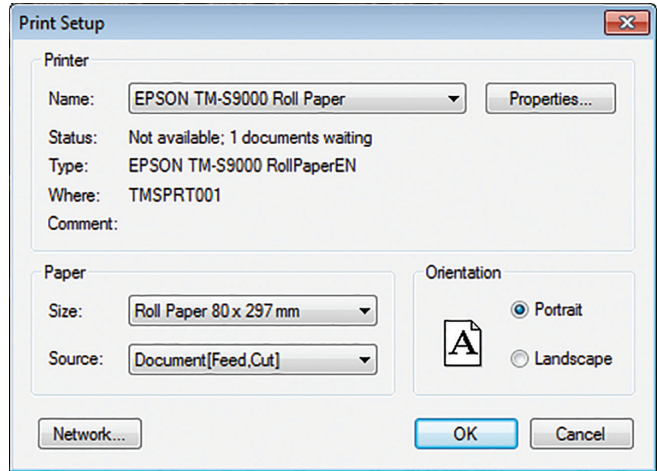 Print Setup
Printer
Name: EPSON TM-S9000 Roll Paper Properties...
Status: Not available; 1 documents waiting
Type: EPSON TM-S9000 RollPaperEN
Where: TMSPRT001
Comment:
Paper
Size: Roll Paper 80 x 297 mm
Source: Document[Feed,Cut]
Orientation
A
Portrait
Landscape
Network... OK Cancel